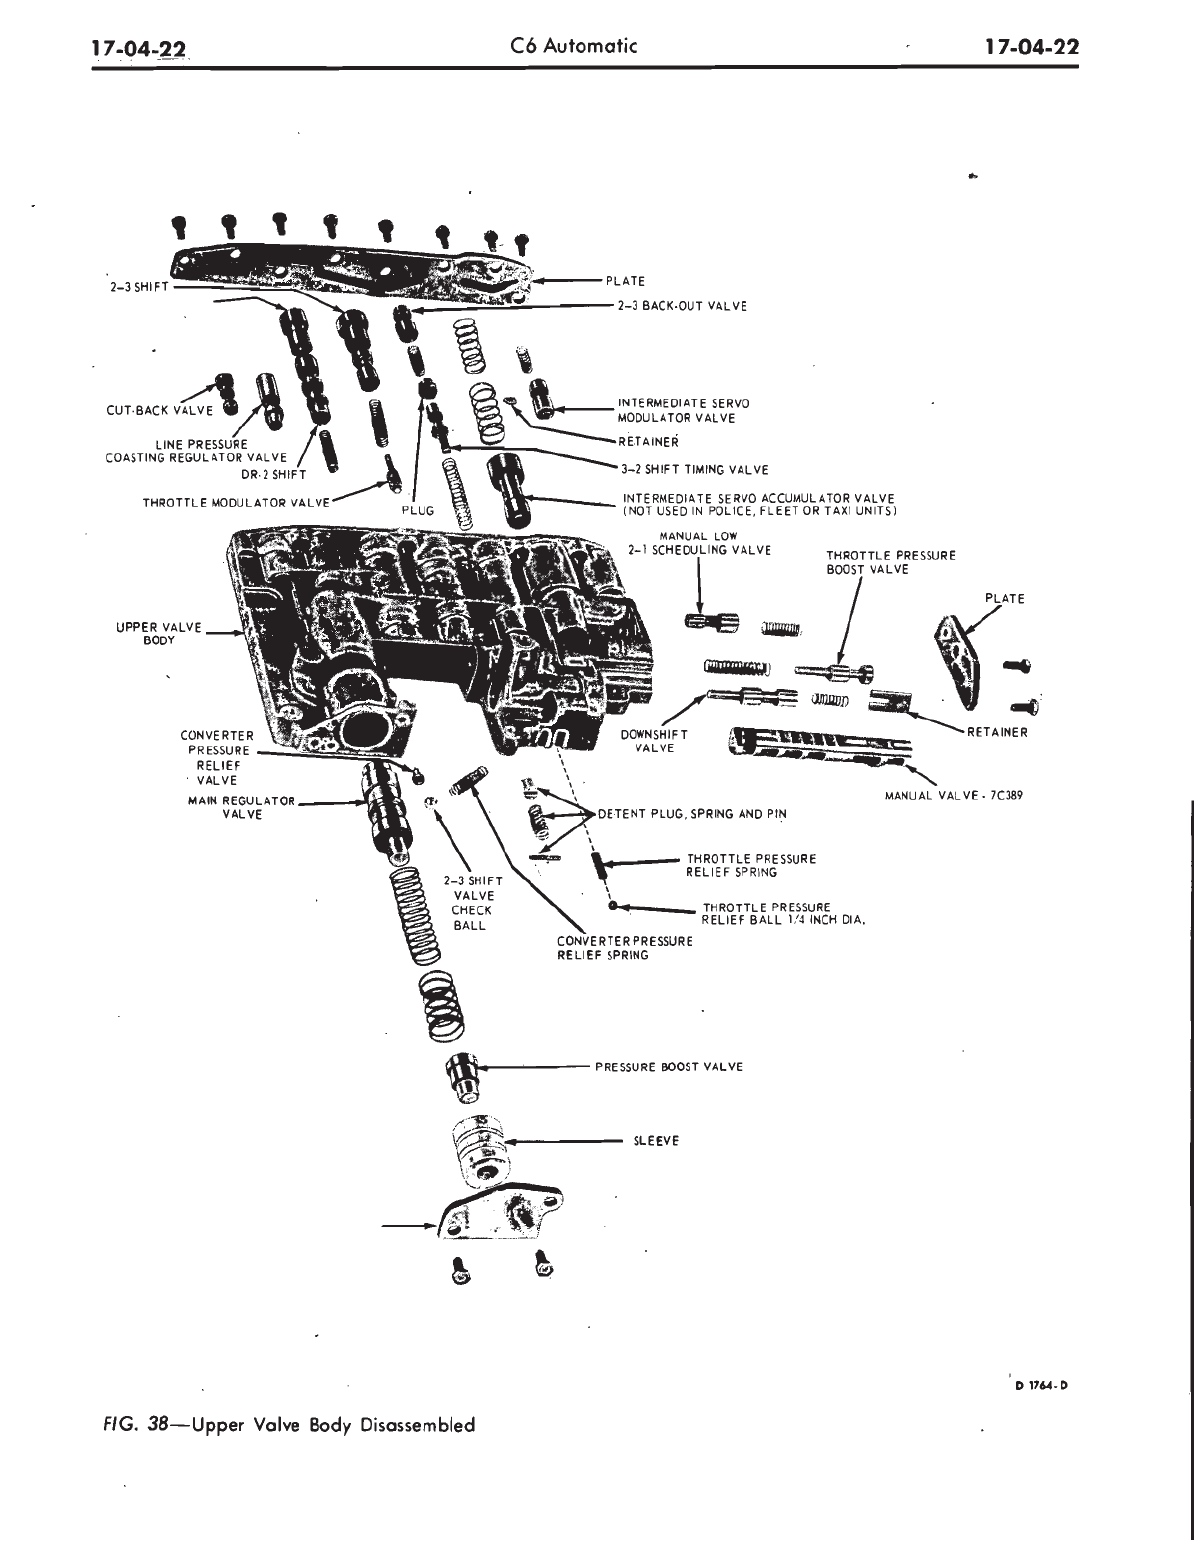 17-04-22 C6 Automatic 17-04-22
2-3 SHIFT
PLATE
2-3 BACK-OUT VALVE
CUT-BACK VALVE
INTERMEDIATE SERVO
MODULATOR VALVE
LINE PRESSURE
COASTING REGULATOR VALVE
RETAINER
DR-2 SHIFT
3-2 SHIFT TIMING VALVE
THROTTLE MODULATOR VALVE
PLUG
INTERMEDIATE SERVO ACCUMULATOR VALVE
(NOT USED IN POLICE, FLEET OR TAXI UNITS)
MANUAL LOW
2-1 SCHEDULING VALVE
THROTTLE PRESSURE
BOOST VALVE
PLATE
UPPER VALVE
BODY
CONVERTER
PRESSURE
RELIEF
VALVE
DOWNSHIFT
VALVE
RETAINER
MAIN REGULATOR
VALVE
MANUAL VALVE - 7C389
DETENT PLUG, SPRING AND PIN
2-3 SHIFT
VALVE
CHECK
BALL
THROTTLE PRESSURE
RELIEF SPRING
THROTTLE PRESSURE
RELIEF BALL 1/4 INCH DIA.
CONVERTER PRESSURE
RELIEF SPRING
PRESSURE BOOST VALVE
SLEEVE
D 1764-D
FIG. 38—Upper Valve Body Disassembled